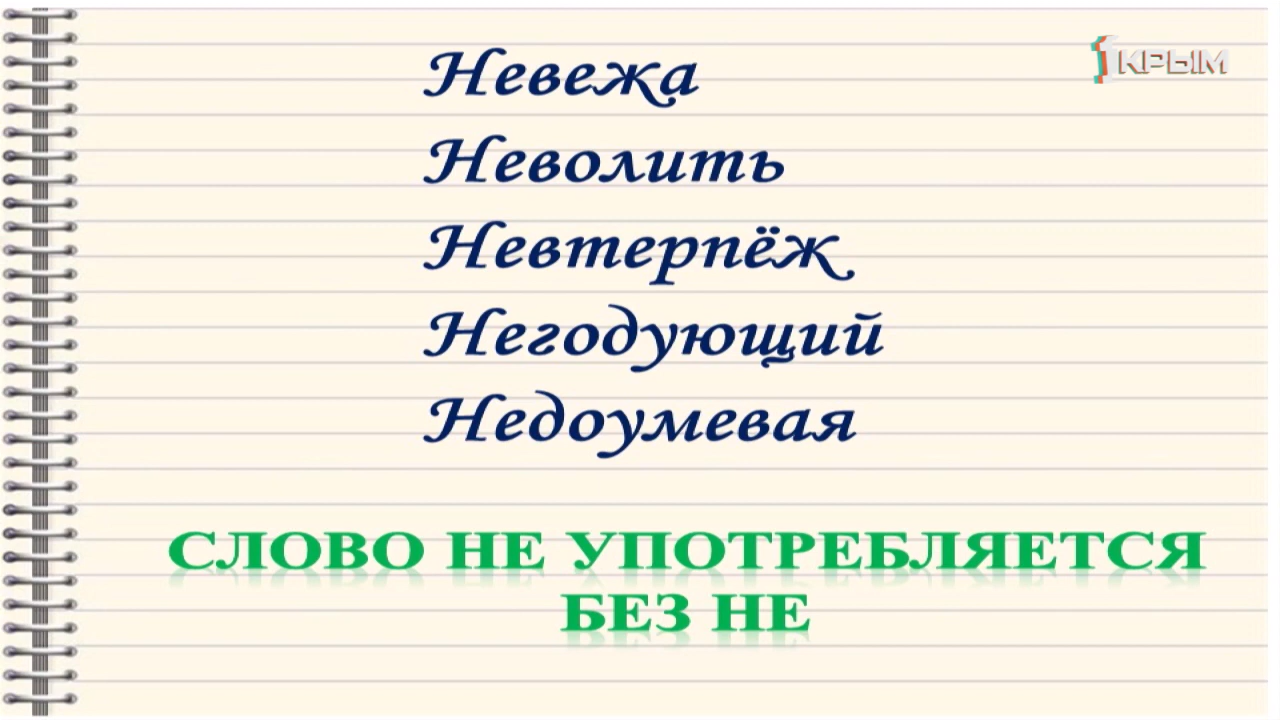 1КРЫМ
Невежа
Неволить
Невтерпёж
Негодующий
Недоумевая
СЛОВО НЕ УПОТРЕБЛЯЕТСЯ
БЕЗ НЕ